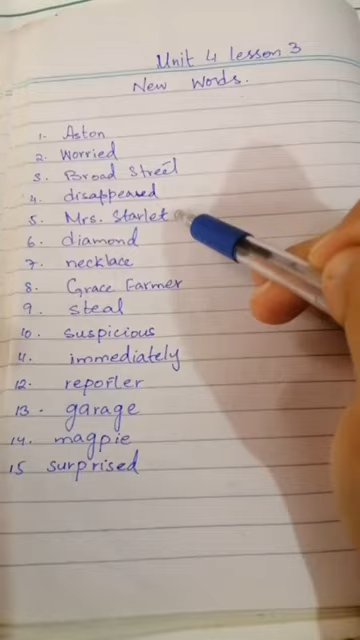 Unit 4 lesson 3
New Words.
1. Aston
2. Worried
3. Broad Street
4. disappeared
5. Mrs. Starlet
6. diamond
7. necklace
8. Grace Farmer
9. steal
10. suspicious
11. immediately
12. reporter
13. garage
14. magpie
15 surprised